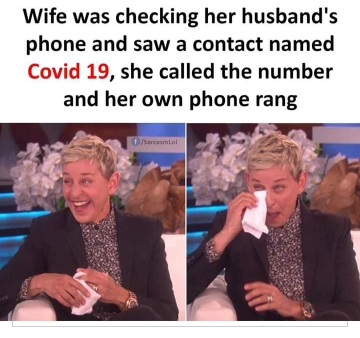 Wife was checking her husband's
phone and saw a contact named
Covid 19, she called the number
and her own phone rang
f/SarcasmLol